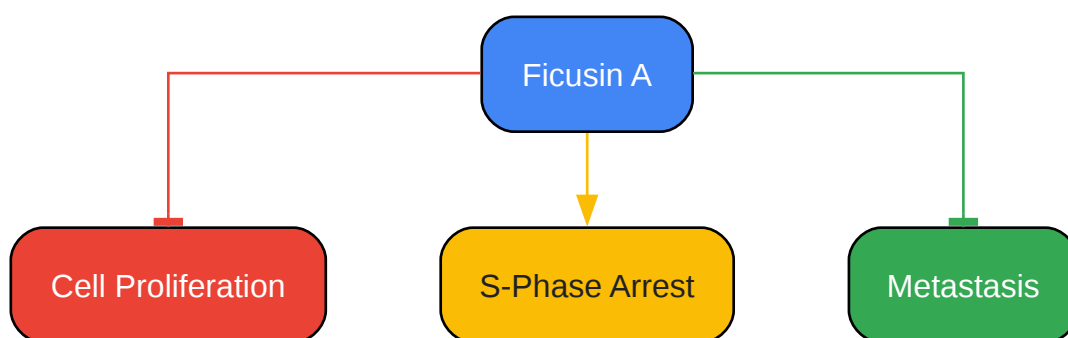 Ficusin A
Cell Proliferation
S-Phase Arrest
Metastasis